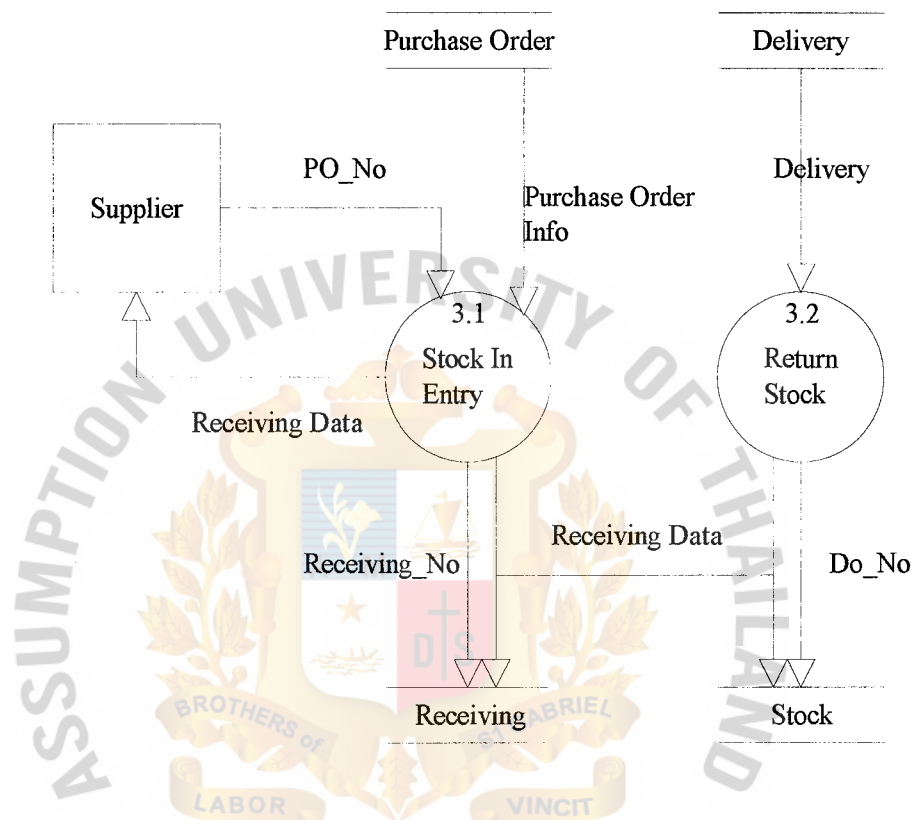 Purchase Order
Delivery
PO_No
Supplier
Delivery
Purchase Order
Info
3.1
Stock In
Entry
3.2
Return
Stock
Receiving Data
Receiving Data
Receiving_No
Do_No
Receiving
Stock
ASSUMPTION UNIVERSITY OF THAILAND
D S
BROTHERS of
ST GABRIEL
LABOR
VINCIT